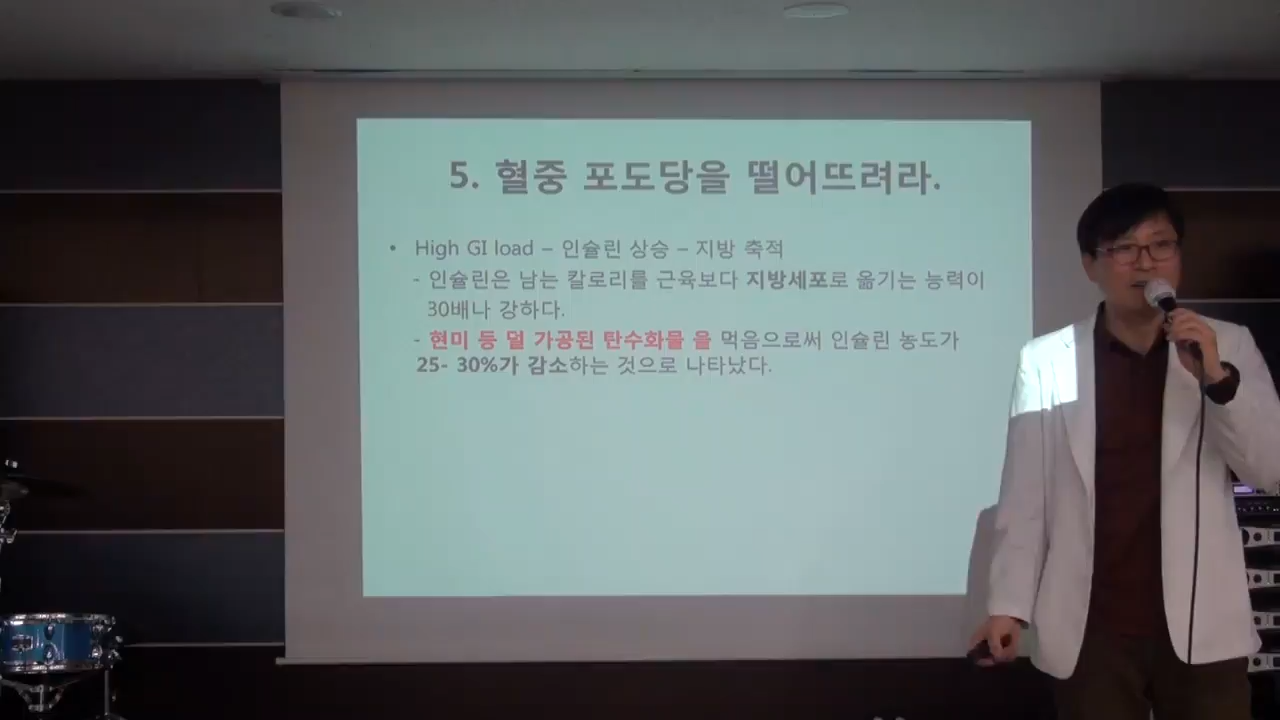 5. 혈중 포도당을 떨어뜨려라.
• High GI load – 인슐린 상승 – 지방 축적
- 인슐린은 남는 칼로리를 근육보다 지방세포로 옮기는 능력이
30배나 강하다.
- 현미 등 덜 가공된 탄수화물 을 먹음으로써 인슐린 농도가
25- 30%가 감소하는 것으로 나타났다.